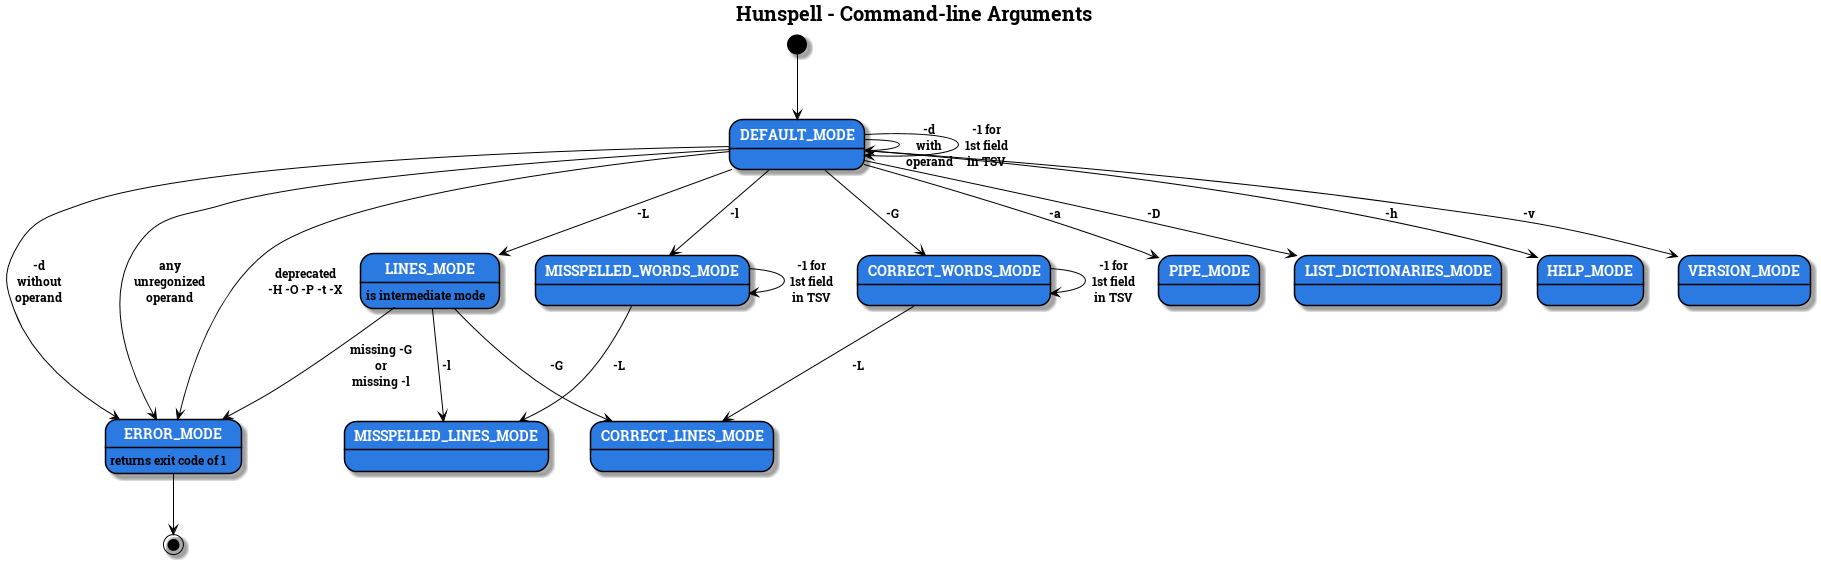 Hunspell - Command-line Arguments
DEFAULT_MODE
-d
with
operand
-1 for
1st field
in TSV
-L
-l
-G
-a
-D
-h
-v
-d
without
operand
any
unregonized
operand
deprecated
-H -O -P -t -X
LINES_MODE
is intermediate mode
MISSPELLED_WORDS_MODE
-1 for
1st field
in TSV
CORRECT_WORDS_MODE
-1 for
1st field
in TSV
PIPE_MODE
LIST_DICTIONARIES_MODE
HELP_MODE
VERSION_MODE
missing -G
or
missing -l
-l
-G
-L
-L
ERROR_MODE
returns exit code of 1
MISSPELLED_LINES_MODE
CORRECT_LINES_MODE